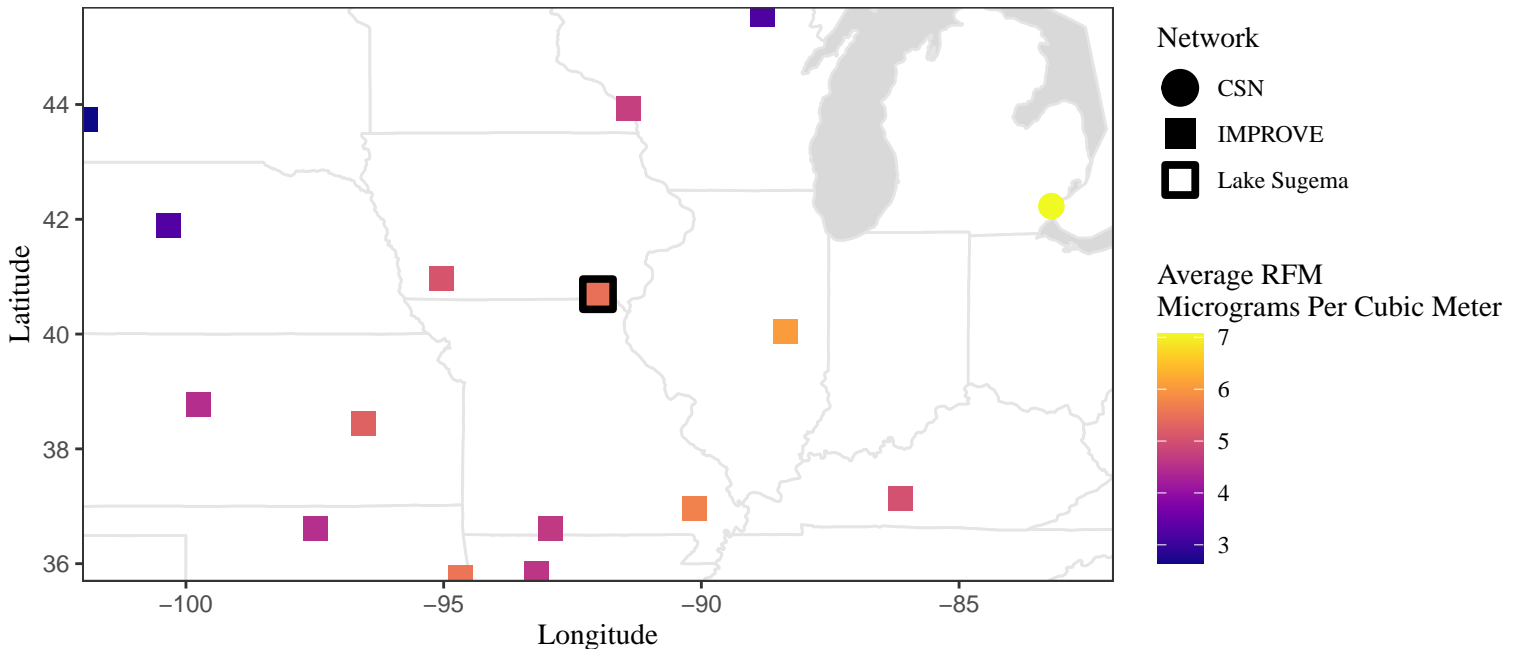 Network
CSN
IMPROVE
Lake Sugema
Average RFM
Micrograms Per Cubic Meter
7
6
5
4
3
Latitude
44
42
40
38
36
−100
−95
−90
−85
Longitude